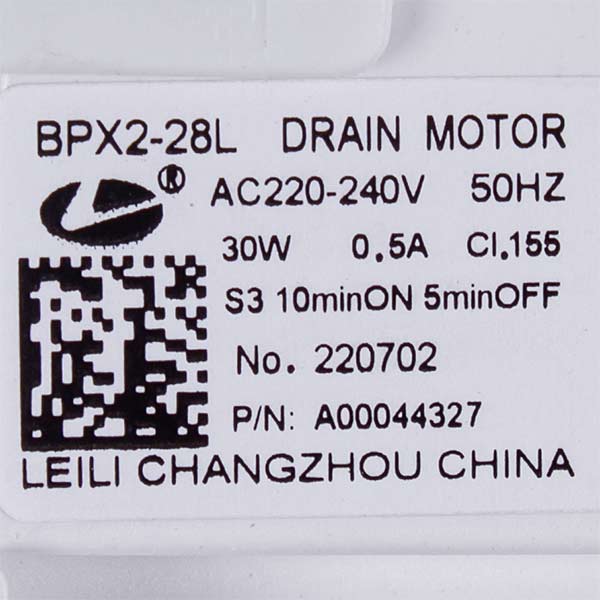 BPX2-28L DRAIN MOTOR
®
AC220-240V 50HZ
30W 0.5A Cl.155
S3 10minON 5minOFF
No. 220702
P/N: A00044327
LEILI CHANGZHOU CHINA